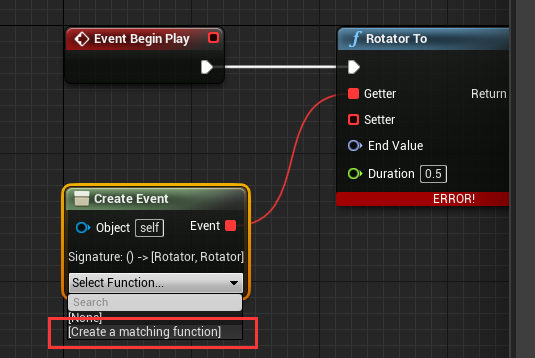 Event Begin Play
Rotator To
Getter
Return
Setter
End Value
Duration 0.5
ERROR!
Create Event
Object self
Event
Signature: () -> [Rotator, Rotator]
Select Function...
Search
[None]
[Create a matching function]